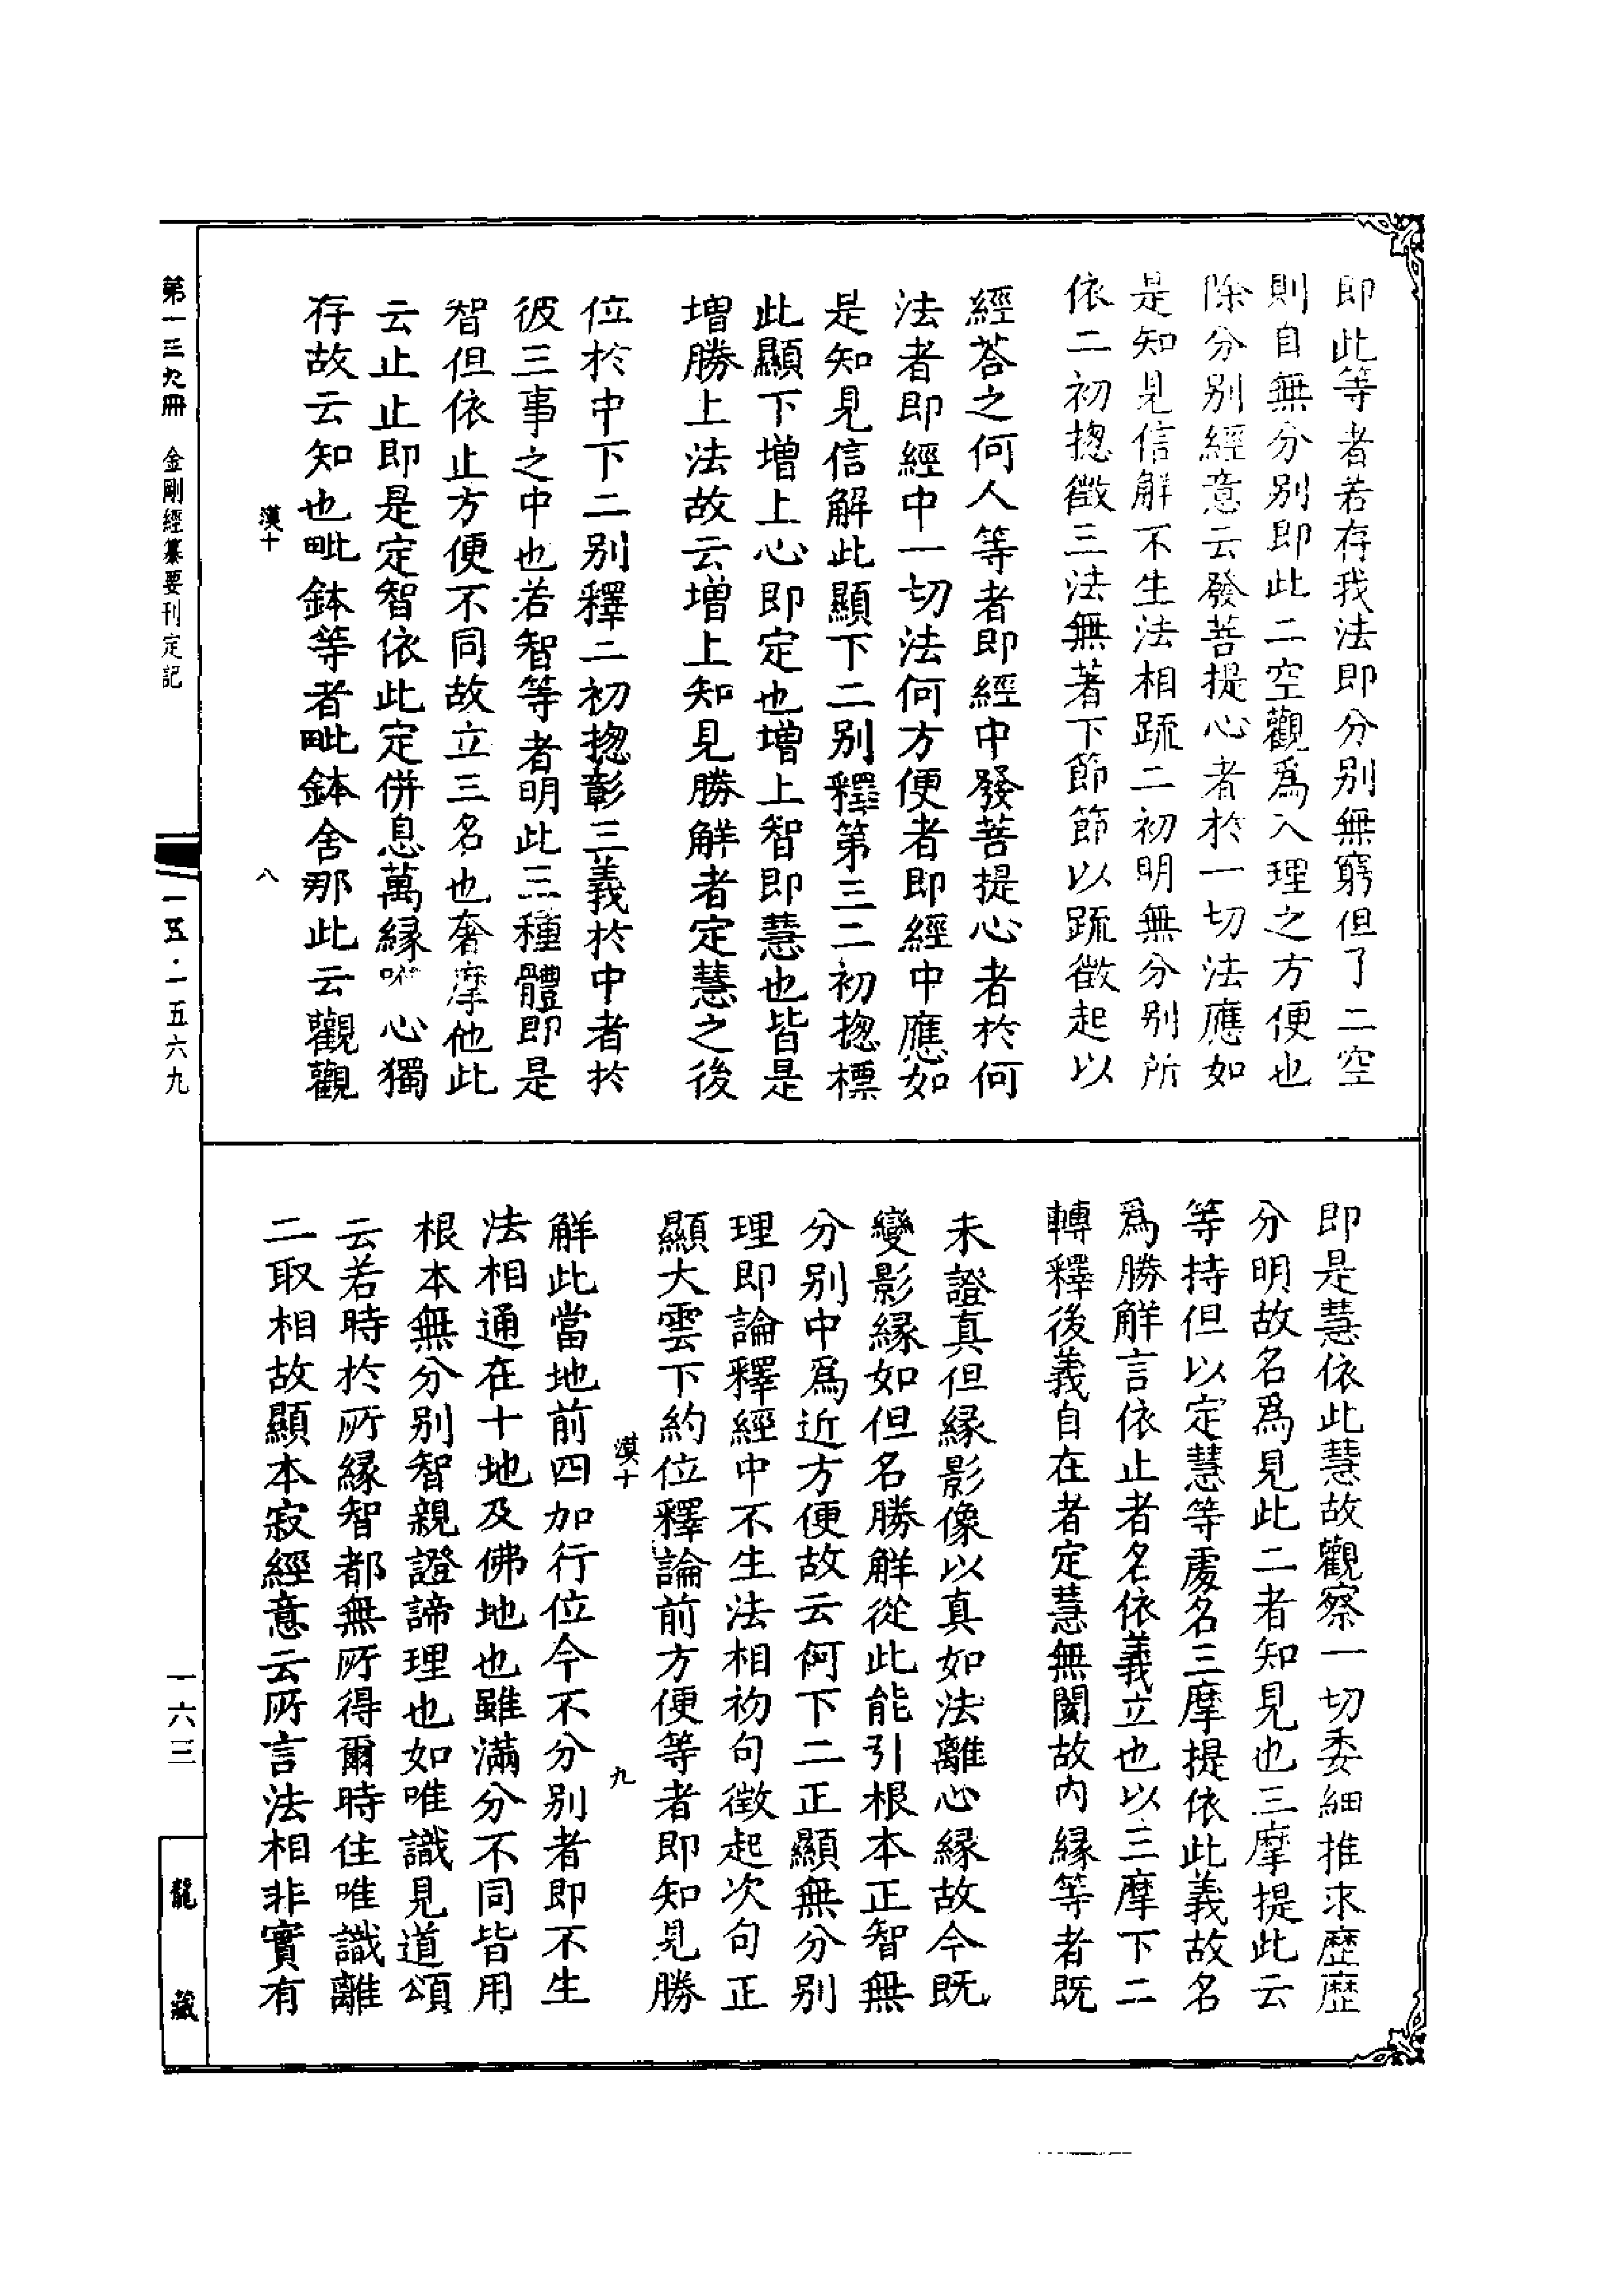 即此等者若存我法即分别無窮但了二空
則自無分别即此二空觀爲入理之方便也
除分别經意云發菩提心者於一切法應如
是知見信解不生法相䟽二初明無分别所
依二初揔徵三法無著下節節以䟽徵起以
經荅之何人等者即經中發菩提心者於何
法者即經中一切法何方便者即經中應如
是知見信解此顯下二别釋第三二初揔標
此顯下增上心即定也增上智即慧也皆是
增勝上法故云增上知見勝解者定慧之後
位於中下二别釋二初揔彰三義於中者於
彼三事之中也若智等者明此三種體即是
智但依止方便不同故立三名也奢摩他此
云止止即是定智依此定併息萬縁唯心獨
存故云知也毗鉢等者毗鉢舍那此云觀觀
漠十
八
即是慧依此慧故觀察一切委細推求歷歷
分明故名爲見此二者知見也三摩提此云
等持但以定慧等處名三摩提依此義故名
爲勝解言依止者名依義立也以三摩下二
轉釋後義自在者定慧無閡故内縁等者既
未證真但縁影像以真如法離心縁故今既
變影縁如但名勝解從此能引根本正智無
分别中爲近方便故云何下二正顯無分别
理即論釋經中不生法相初句徵起次句正
顯大雲下約位釋論前方便等者即知見勝
漠十
九
解此當地前四加行位今不分别者即不生
法相通在十地及佛地也雖滿分不同皆用
根本無分别智親證諦理也如唯識見道頌
云若時於所縁智都無所得爾時住唯識離
二取相故顯本寂經意云所言法相非實有
第一三九冊　金剛經纂要刊定記
一五·一五六九
一六三
龍藏